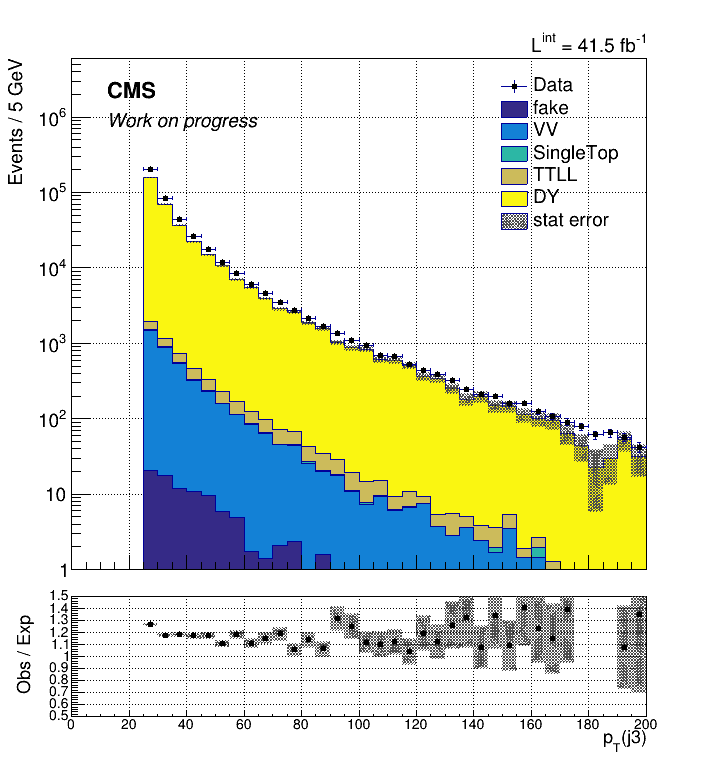 L^int = 41.5 fb^-1
Events / 5 GeV
CMS
Work on progress
Data
fake
VV
SingleTop
TTLL
DY
stat error
10^6
10^5
10^4
10^3
10^2
10
1
Obs / Exp
1.5
1.4
1.3
1.2
1.1
1
0.9
0.8
0.7
0.6
0.5
0 20 40 60 80 100 120 140 160 180 200
p_T(j3)